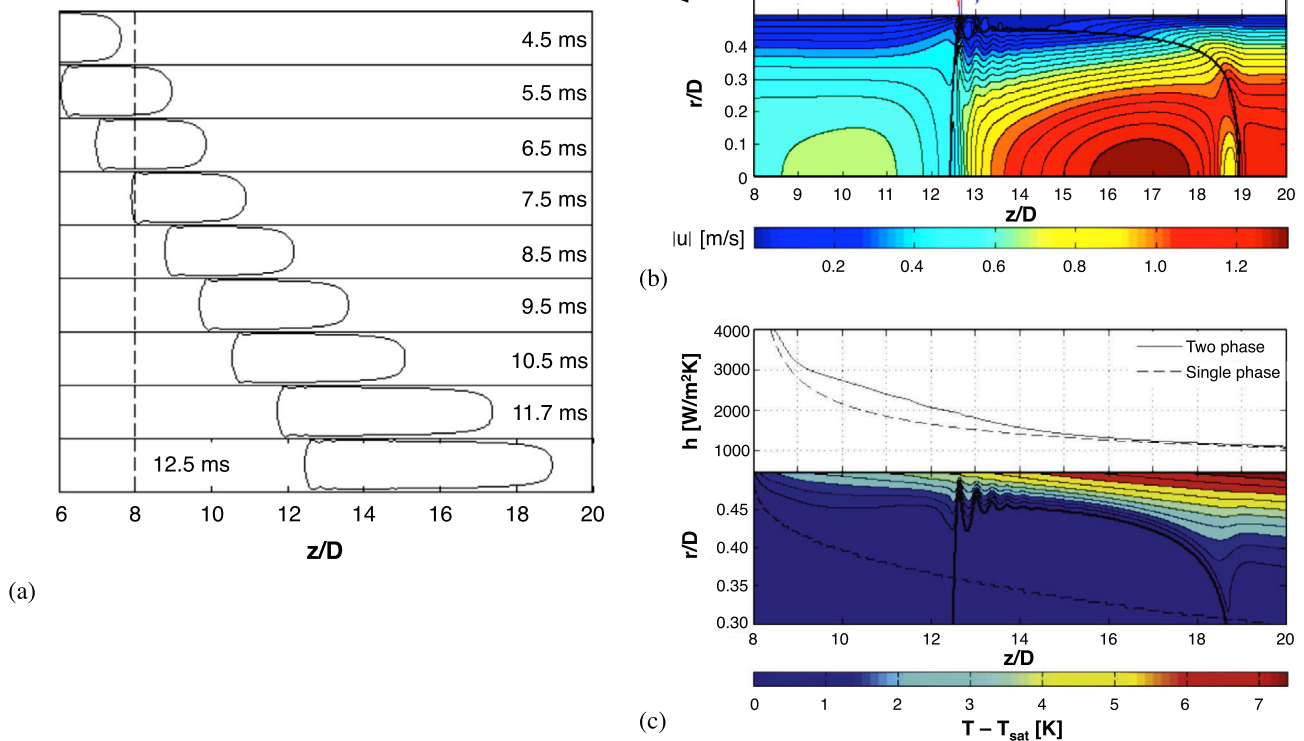 4.5 ms
5.5 ms
6.5 ms
7.5 ms
8.5 ms
9.5 ms
10.5 ms
11.7 ms
12.5 ms
6 8 10 12 14 16 18 20
z/D
(a)
0.4
0.3
0.2
0.1
0
r/D
8 9 10 11 12 13 14 15 16 17 18 19 20
z/D
|u| [m/s]
0.2 0.4 0.6 0.8 1.0 1.2
(b)
4000
3000
2000
1000
h [W/m²K]
Two phase
Single phase
0.45
0.40
0.35
0.30
r/D
8 10 12 14 16 18 20
z/D
0 1 2 3 4 5 6 7
T – Tsat [K]
(c)